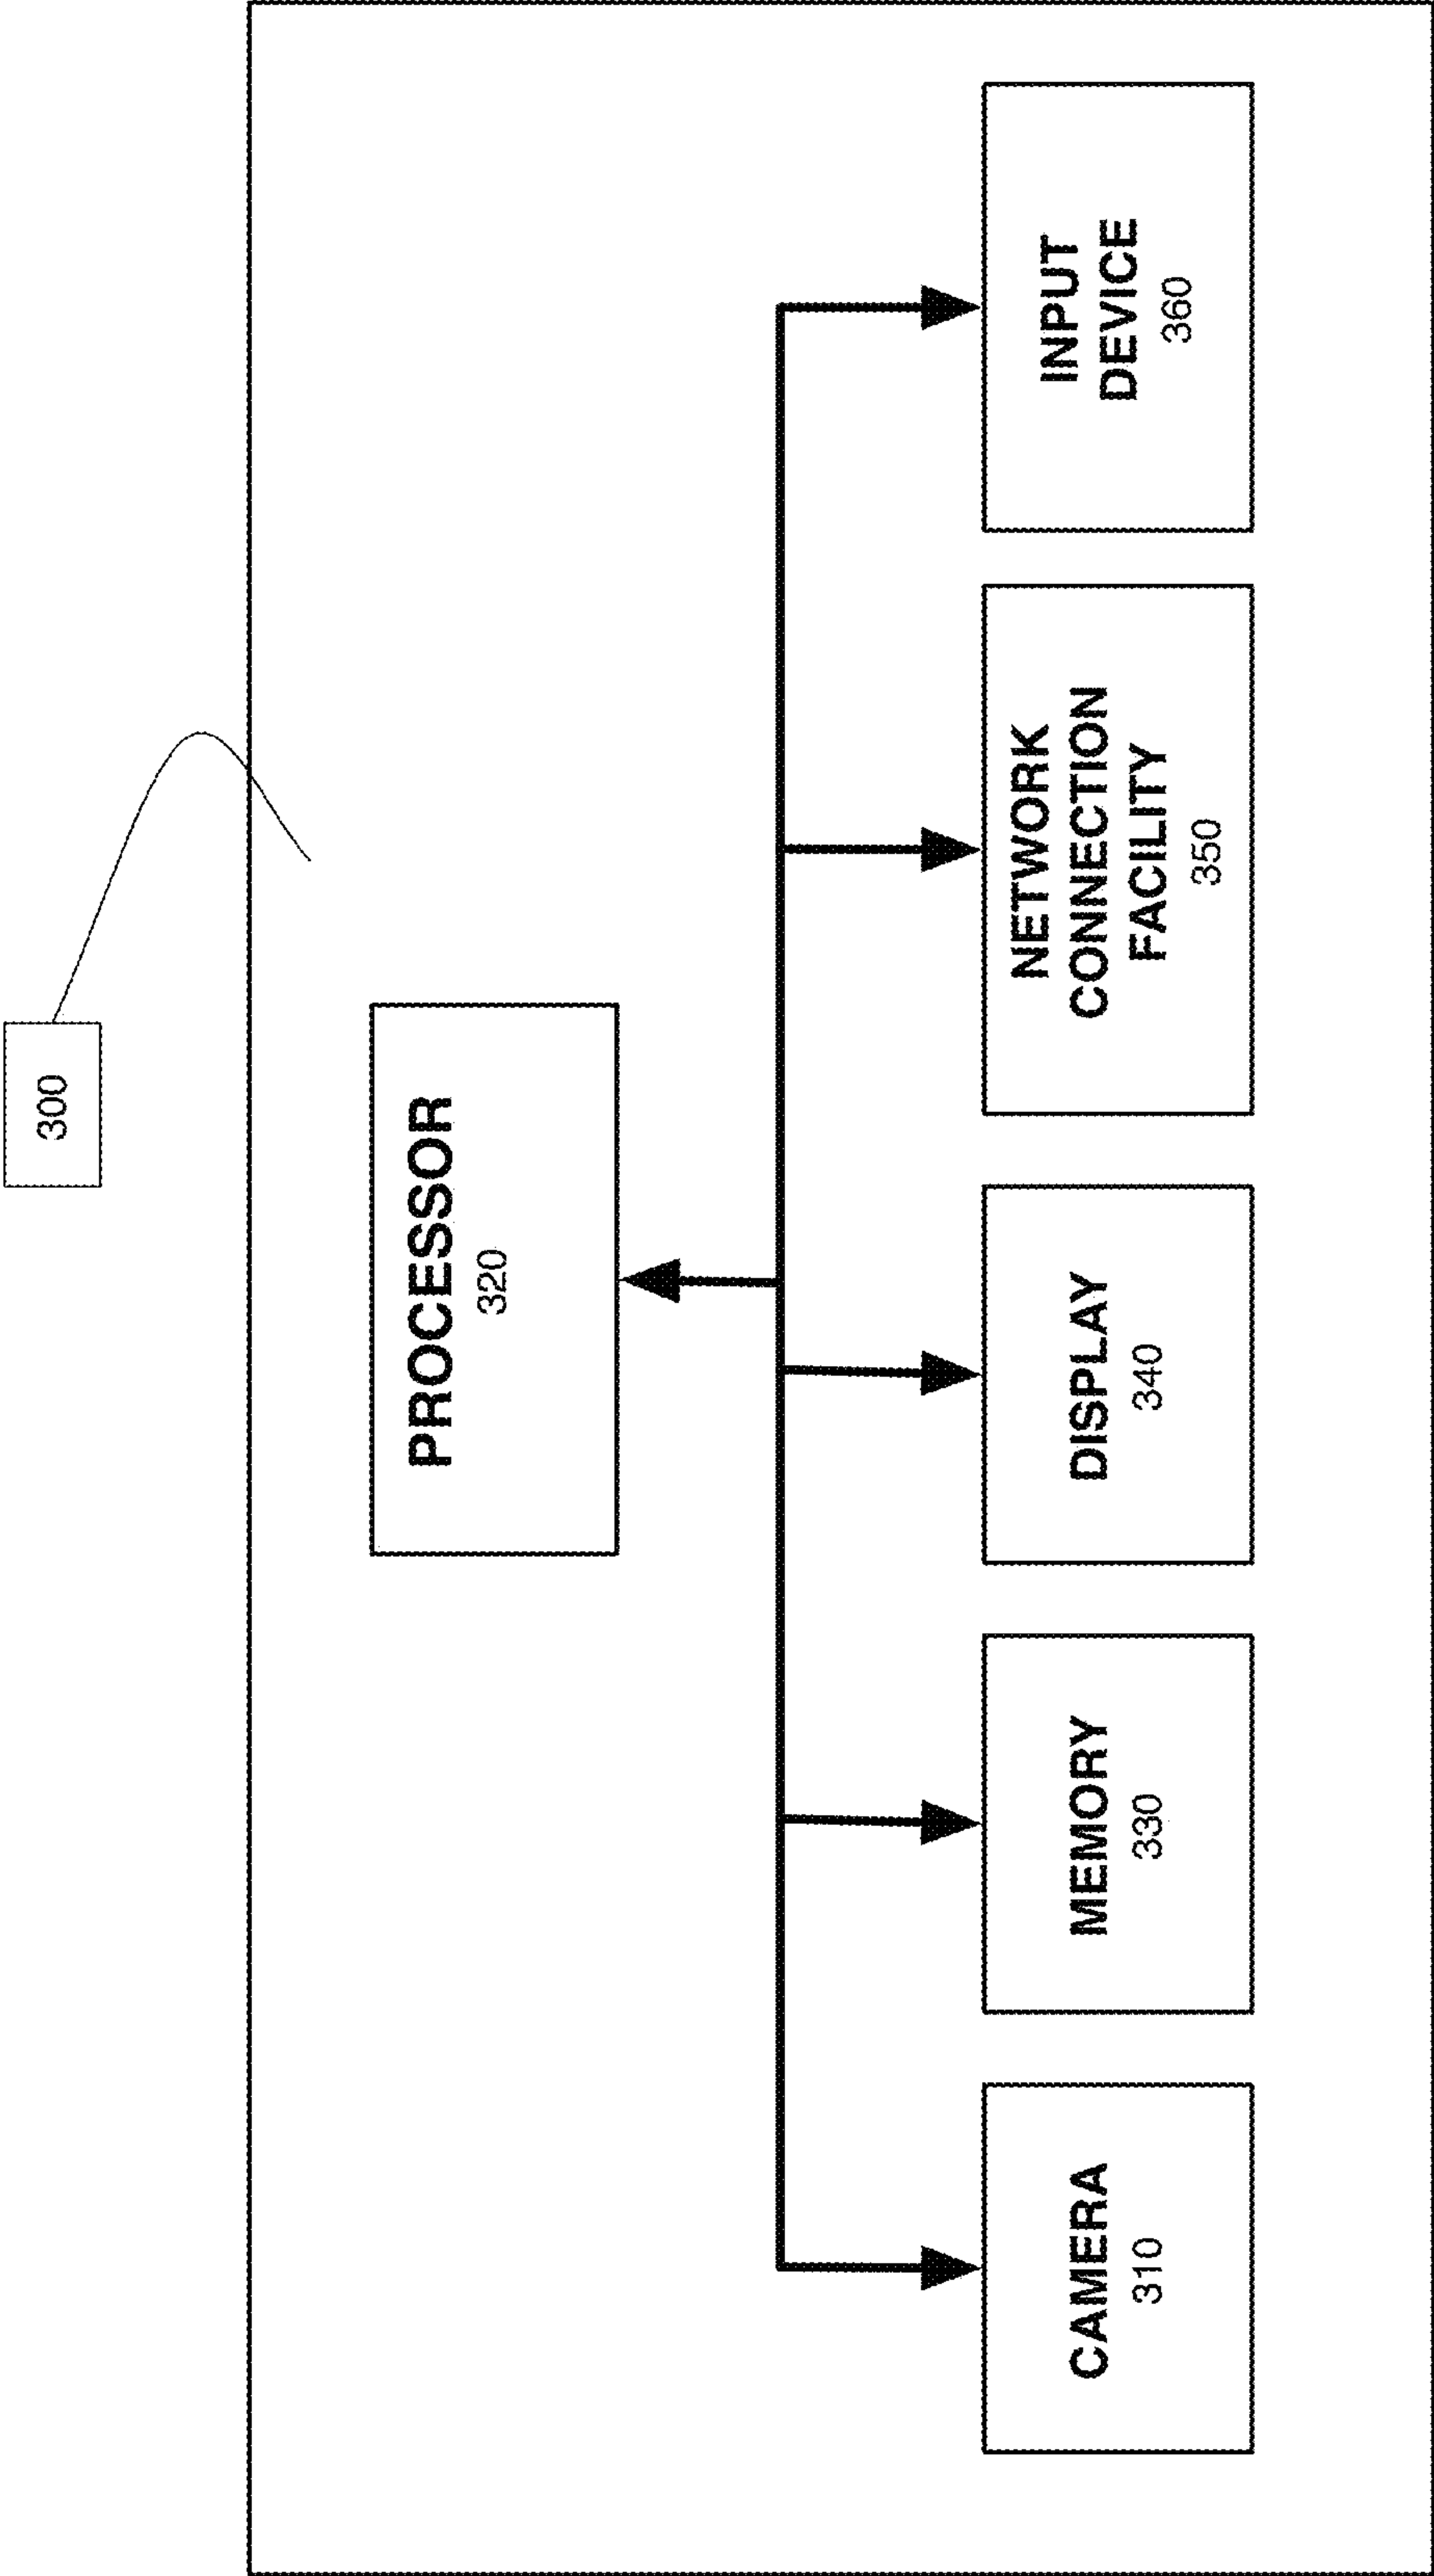 300
PROCESSOR
320
CAMERA
310
MEMORY
330
DISPLAY
340
NETWORK
CONNECTION
FACILITY
350
INPUT
DEVICE
360